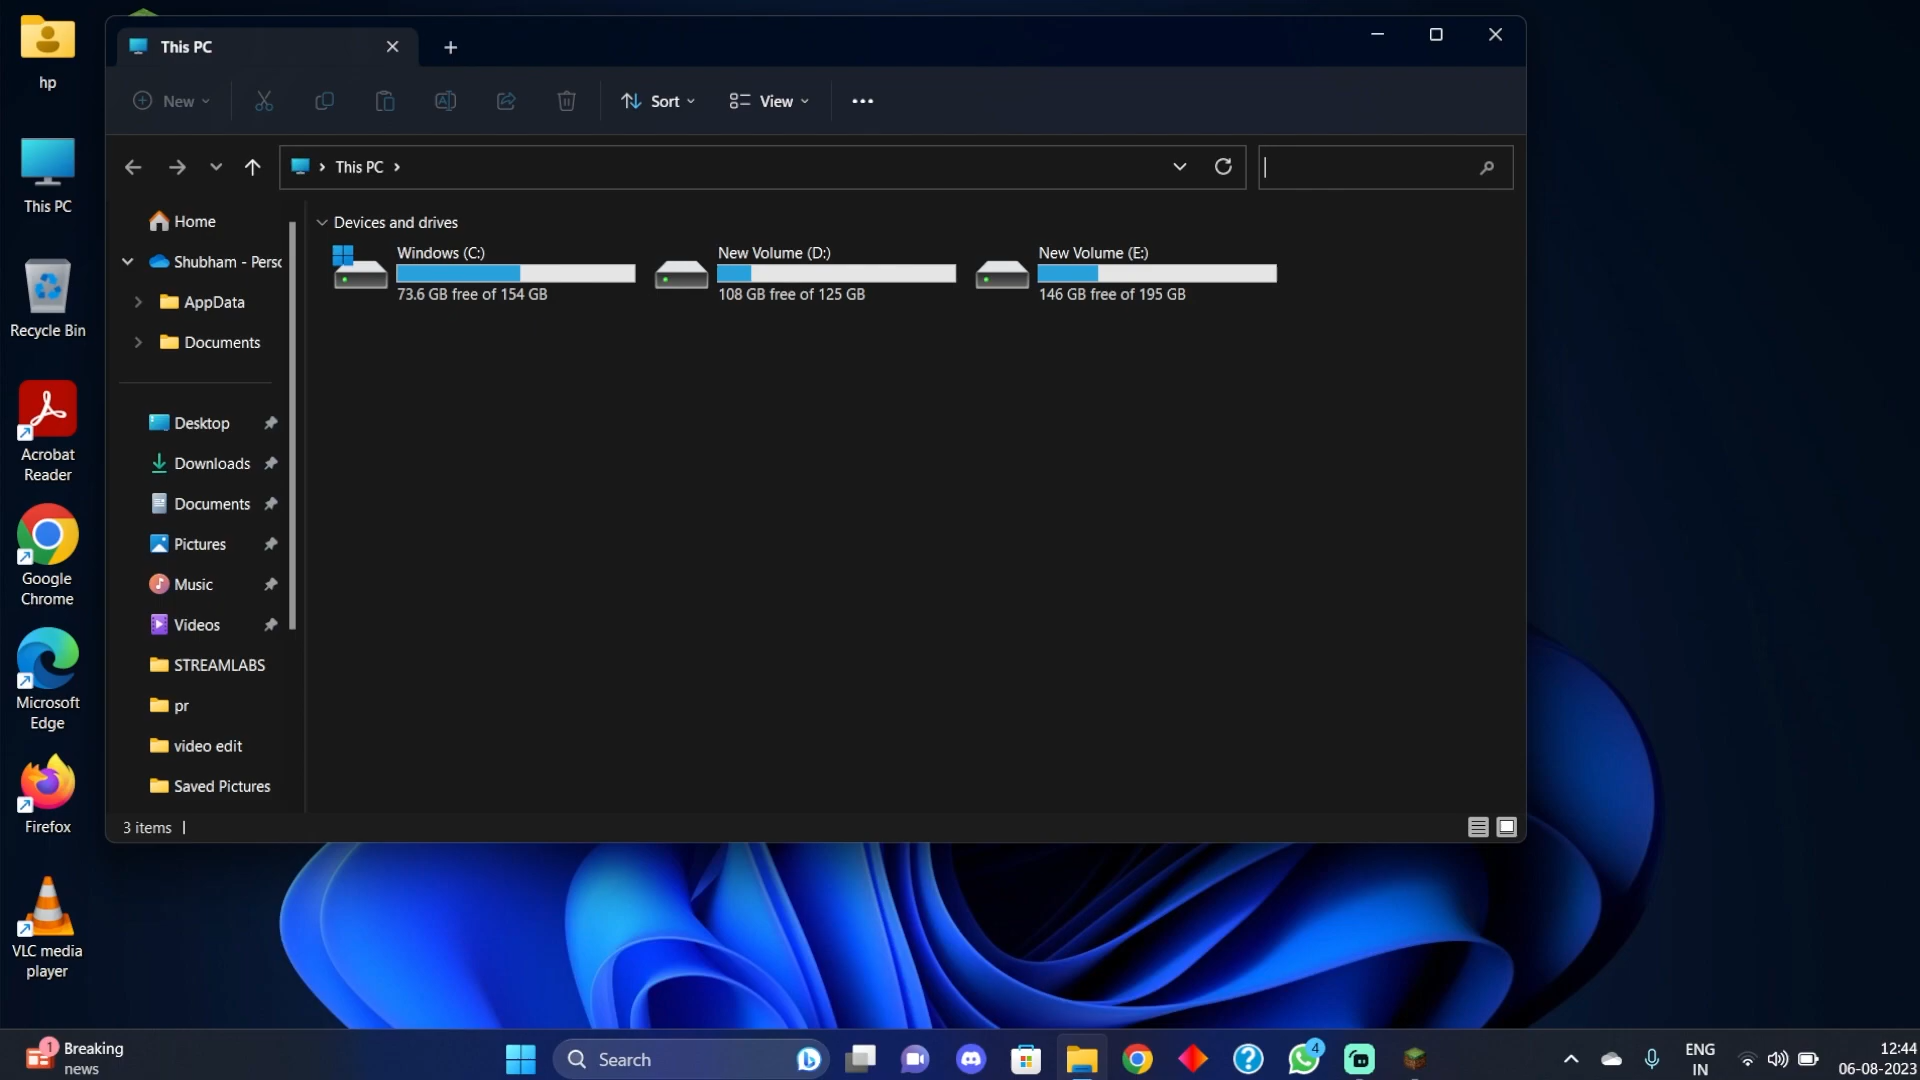 hp
This PC
Recycle Bin
Acrobat
Reader
Google
Chrome
Microsoft
Edge
Firefox
VLC media
player
This PC
New
Sort
View
This PC
Home
Shubham - Perso
AppData
Documents
Desktop
Downloads
Documents
Pictures
Music
Videos
STREAMLABS
pr
video edit
Saved Pictures
Devices and drives
Windows (C:)
73.6 GB free of 154 GB
New Volume (D:)
108 GB free of 125 GB
New Volume (E:)
146 GB free of 195 GB
3 items
1
Breaking
news
Search
4
ENG
IN
12:44
06-08-2023